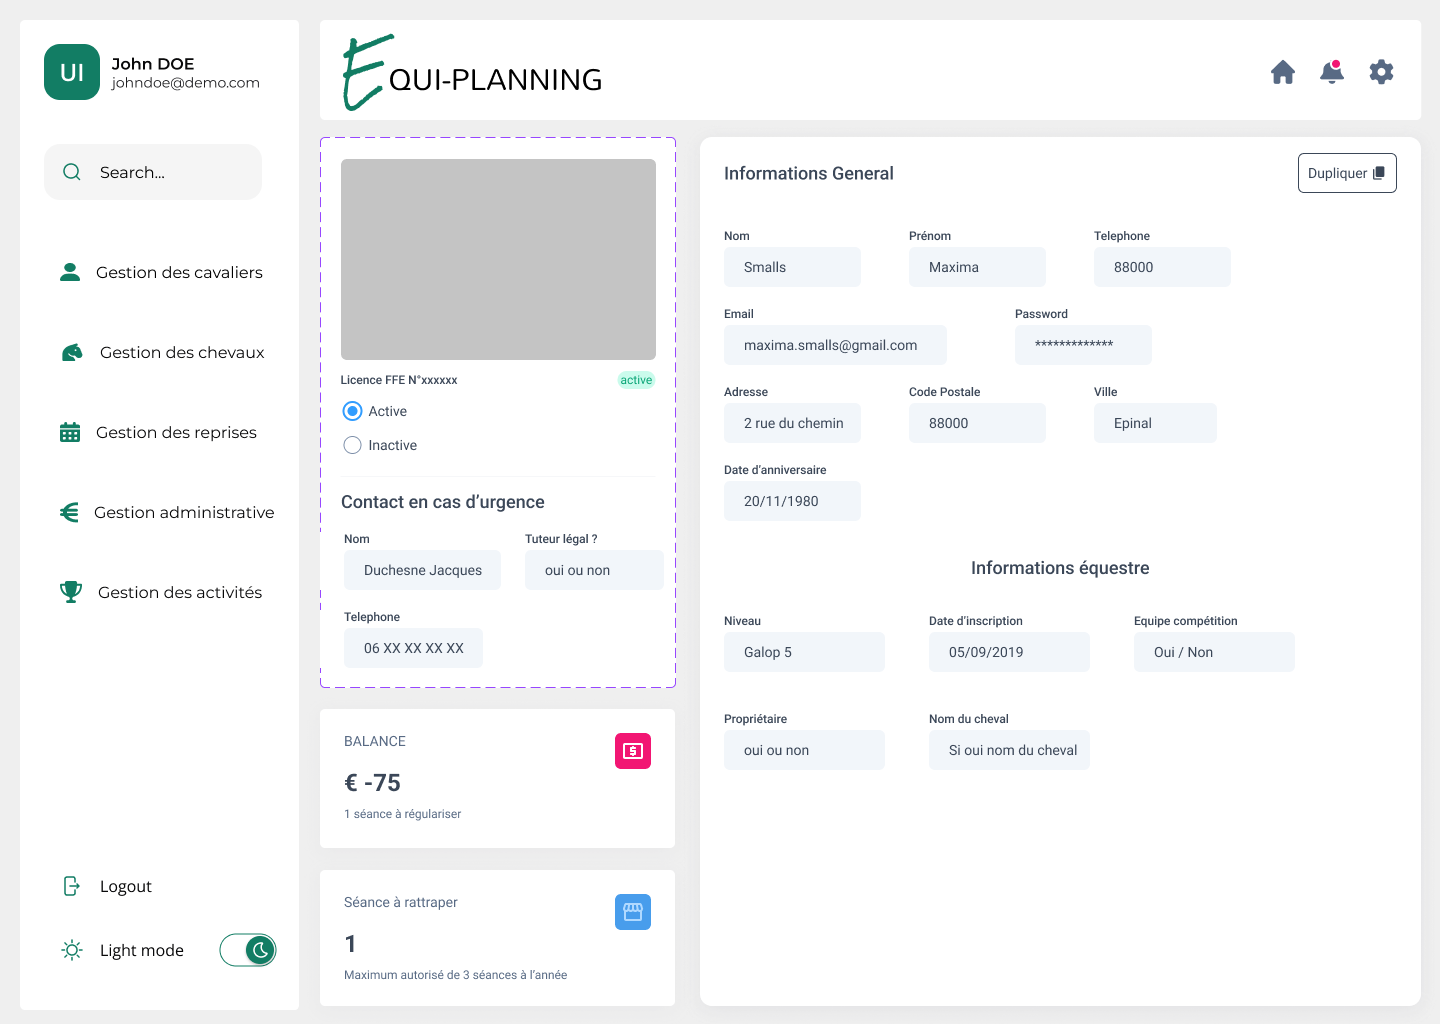 UI
John DOE
johndoe@demo.com
Search...
Gestion des cavaliers
Gestion des chevaux
Gestion des reprises
Gestion administrative
Gestion des activités
Logout
Light mode
EQUI-PLANNING
Licence FFE N°xxxxxx
active
Active
Inactive
Contact en cas d’urgence
Nom
Tuteur légal ?
Duchesne Jacques
oui ou non
Telephone
06 XX XX XX XX
BALANCE
€ -75
1 séance à régulariser
Séance à rattraper
1
Maximum autorisé de 3 séances à l’année
Informations General
Dupliquer
Nom
Prénom
Telephone
Smalls
Maxima
88000
Email
Password
maxima.smalls@gmail.com
*************
Adresse
Code Postale
Ville
2 rue du chemin
88000
Epinal
Date d’anniversaire
20/11/1980
Informations équestre
Niveau
Date d’inscription
Equipe compétition
Galop 5
05/09/2019
Oui / Non
Propriétaire
Nom du cheval
oui ou non
Si oui nom du cheval